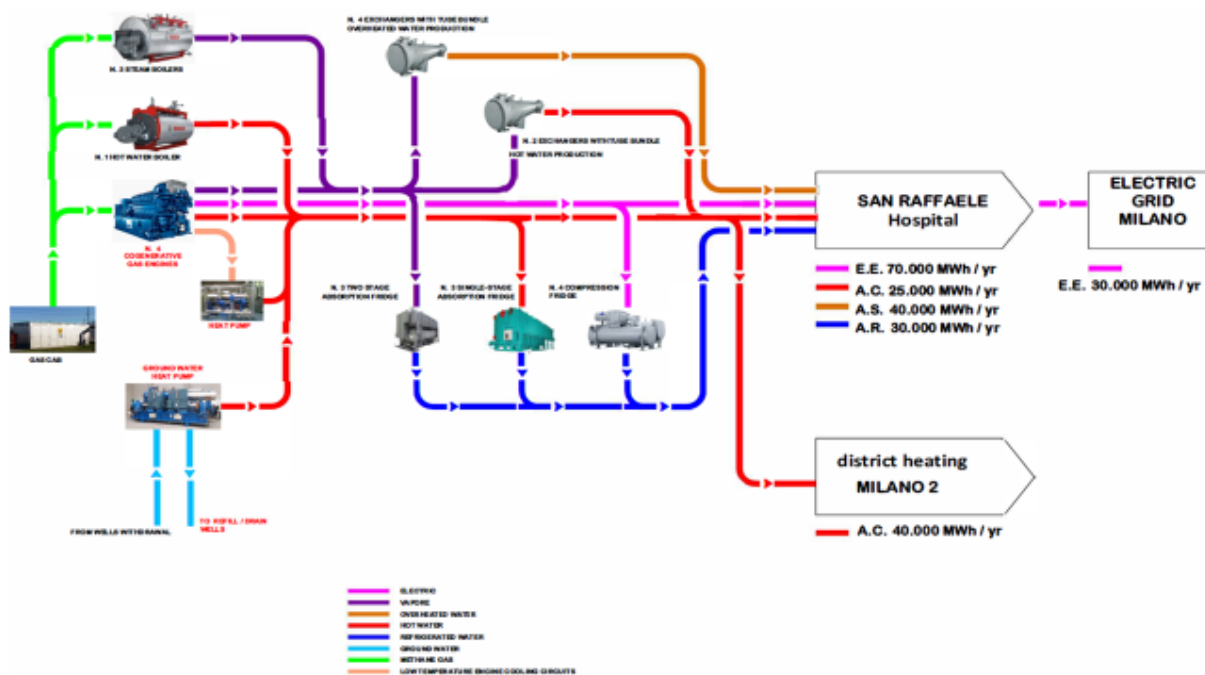 N. 4 EXCHANGERS WITH TUBE BUNDLE
OVERHEATED WATER PRODUCTION
N. 3 STEAM BOILERS
N. 2 EXCHANGERS WITH TUBE BUNDLE
HOT WATER PRODUCTION
N. 1 HOT WATER BOILER
SAN RAFFAELE
Hospital
ELECTRIC
GRID
MILANO
N. 4
COGENERATIVE
GAS ENGINES
E.E. 70.000 MWh / yr
A.C. 25.000 MWh / yr
A.S. 40.000 MWh / yr
A.R. 30.000 MWh / yr
E.E. 30.000 MWh / yr
N. 3 TWO STAGE
ABSORPTION FRIDGE
N. 3 SINGLE-STAGE
ABSORPTION FRIDGE
N. 4 COMPRESSION
FRIDGE
HEAT PUMP
GAS CAB
GROUND WATER
HEAT PUMP
district heating
MILANO 2
A.C. 40.000 MWh / yr
FROM WELLS WITHDRAWAL
TO REFILL / DRAIN
WELLS
ELECTRIC
VAPORE
OVERHEATED WATER
HOT WATER
REFRIGERATED WATER
GROUND WATER
METHANE GAS
LOW TEMPERATURE ENGINE COOLING CIRCUITS